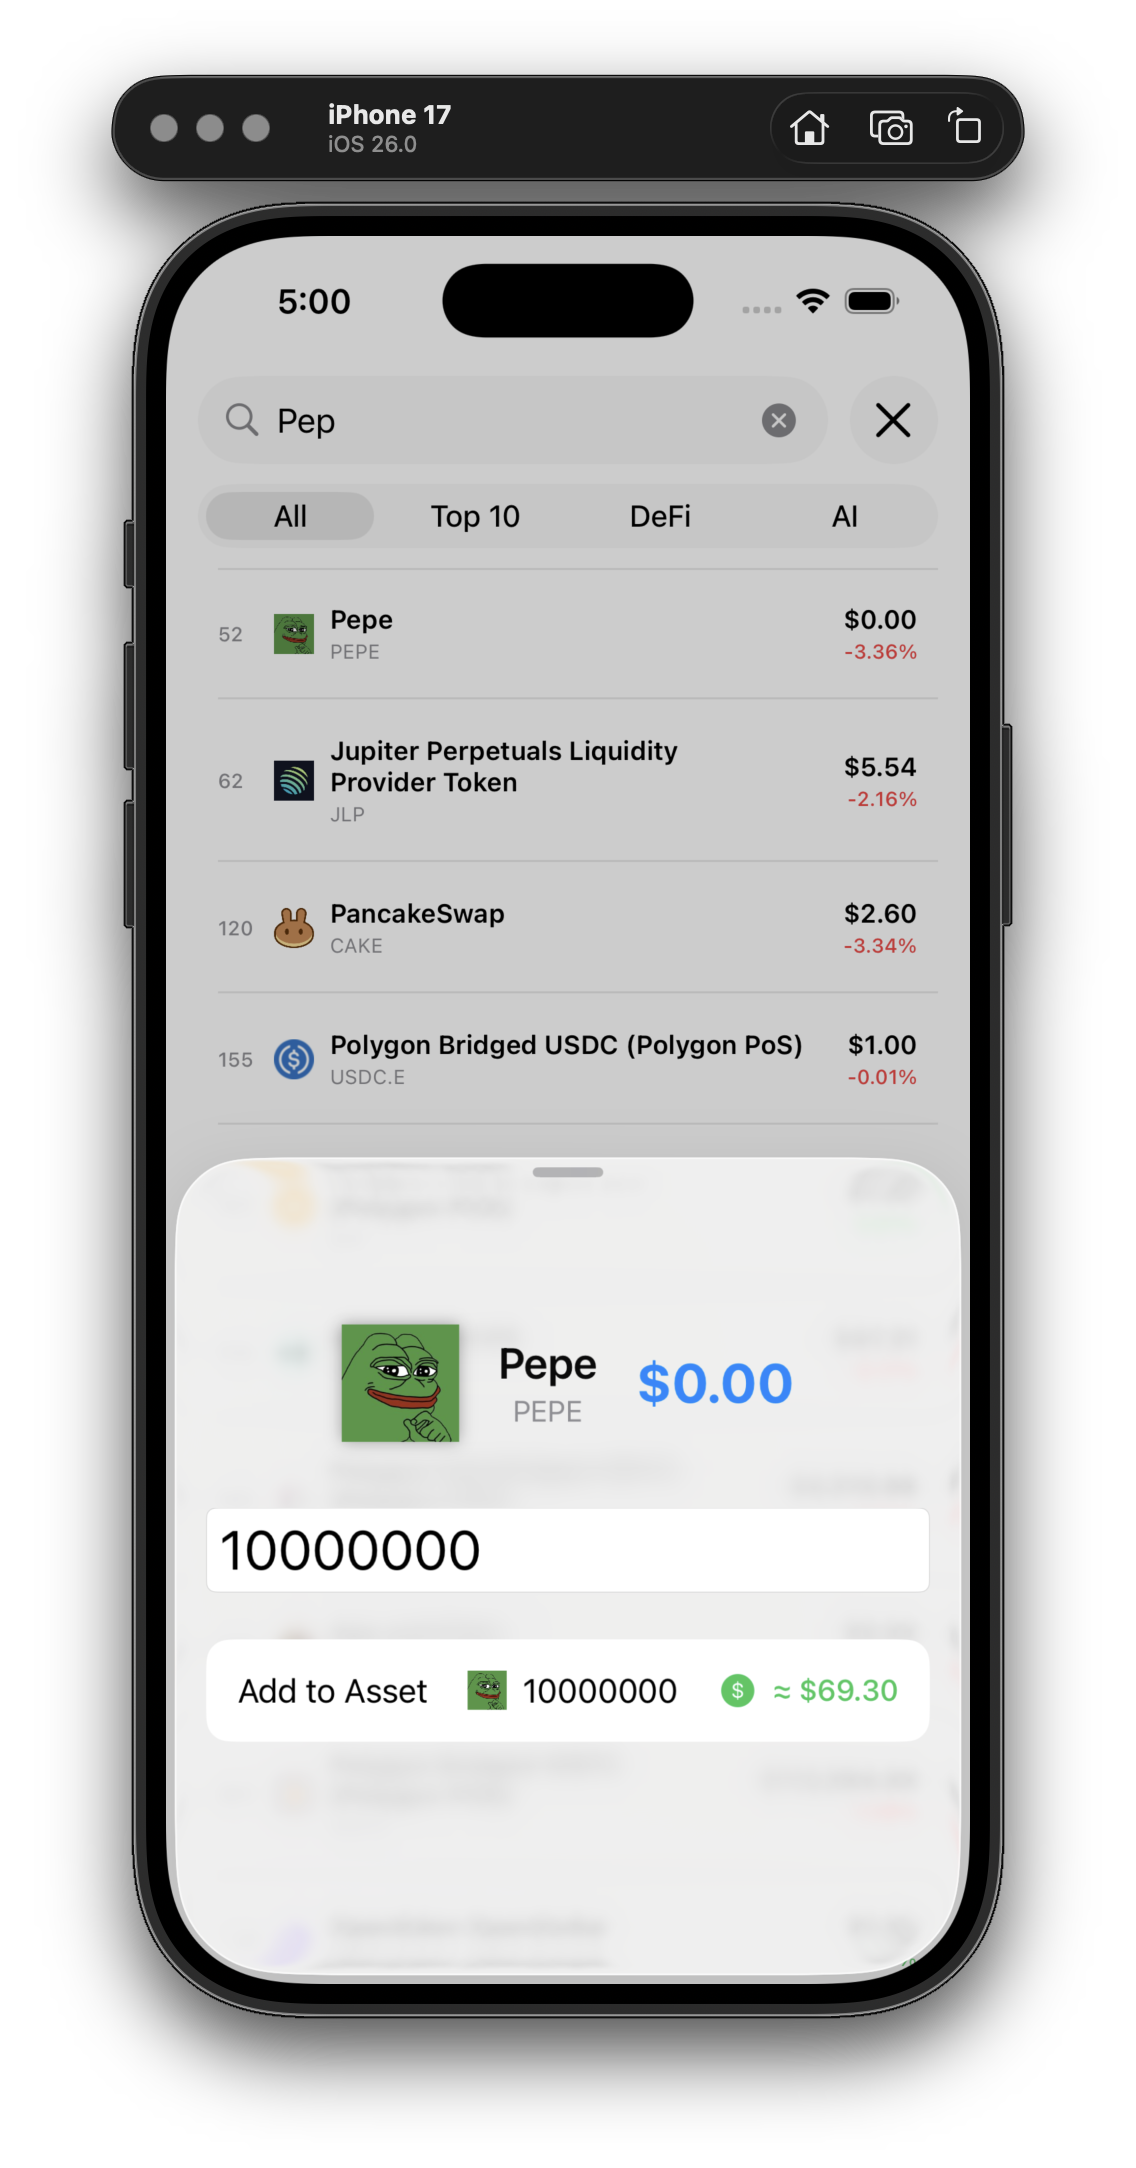 iPhone 17
iOS 26.0
5:00
Pep
All Top 10 DeFi AI
52 Pepe $0.00
PEPE -3.36%
Jupiter Perpetuals Liquidity
62 Provider Token $5.54
JLP -2.16%
120 PancakeSwap $2.60
CAKE -3.34%
155 Polygon Bridged USDC (Polygon PoS) $1.00
USDC.E -0.01%
Pepe $0.00
PEPE
10000000
Add to Asset 10000000 $ ≈ $69.30